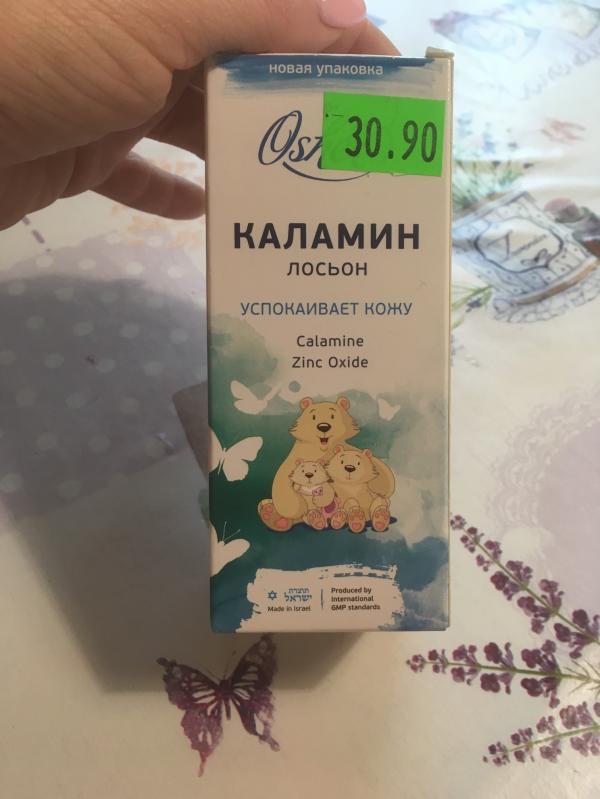 новая упаковка
30.90
КАЛАМИН
ЛОСЬОН
УСПОКАИВАЕТ КОЖУ
Calamine
Zinc Oxide
תוצרת
ישראל
Made in Israel
Produced by
international
GMP standards